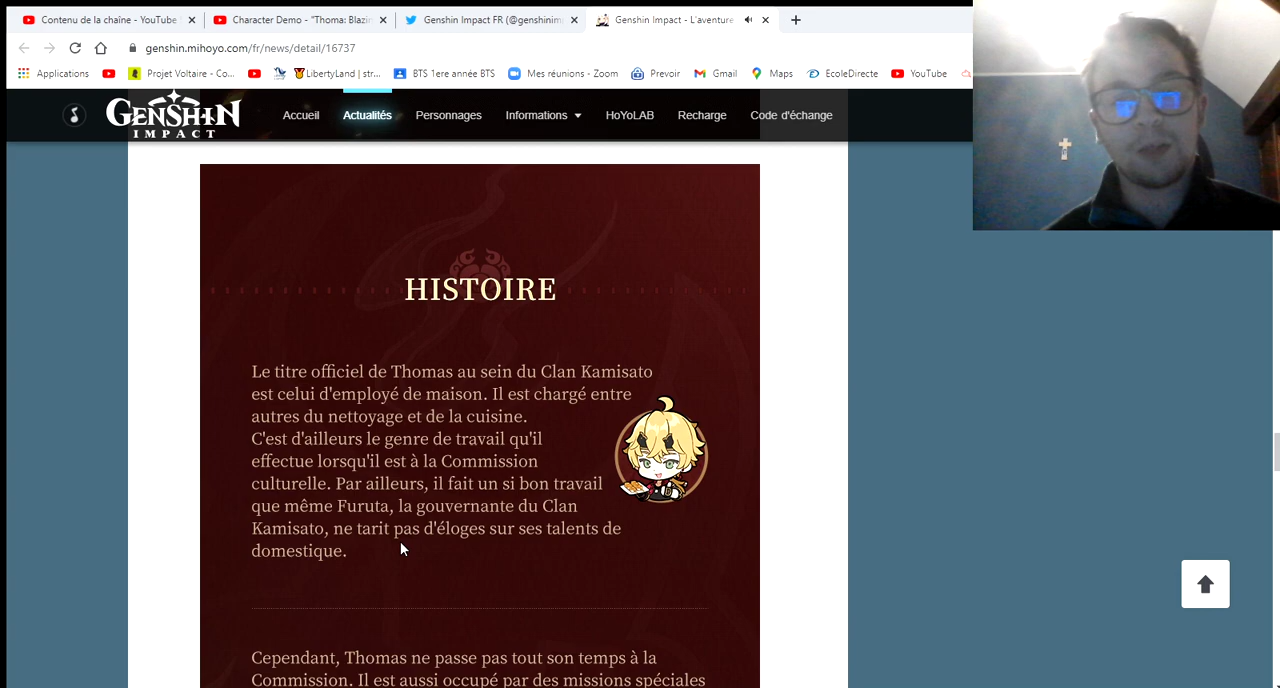 Contenu de la chaîne - YouTube
Character Demo - "Thoma: Blazin
Genshin Impact FR (@genshinim
Genshin Impact - L'aventure
genshin.mihoyo.com/fr/news/detail/16737
Applications
Projet Voltaire - Co...
LibertyLand | str...
BTS 1ere année BTS
Mes réunions - Zoom
Prevoir
Gmail
Maps
EcoleDirecte
YouTube
GENSHIN
IMPACT
Accueil
Actualités
Personnages
Informations
HoYoLAB
Recharge
Code d'échange
HISTOIRE
Le titre officiel de Thomas au sein du Clan Kamisato
est celui d'employé de maison. Il est chargé entre
autres du nettoyage et de la cuisine.
C'est d'ailleurs le genre de travail qu'il
effectue lorsqu'il est à la Commission
culturelle. Par ailleurs, il fait un si bon travail
que même Furuta, la gouvernante du Clan
Kamisato, ne tarit pas d'éloges sur ses talents de
domestique.
Cependant, Thomas ne passe pas tout son temps à la
Commission. Il est aussi occupé par des missions spéciales